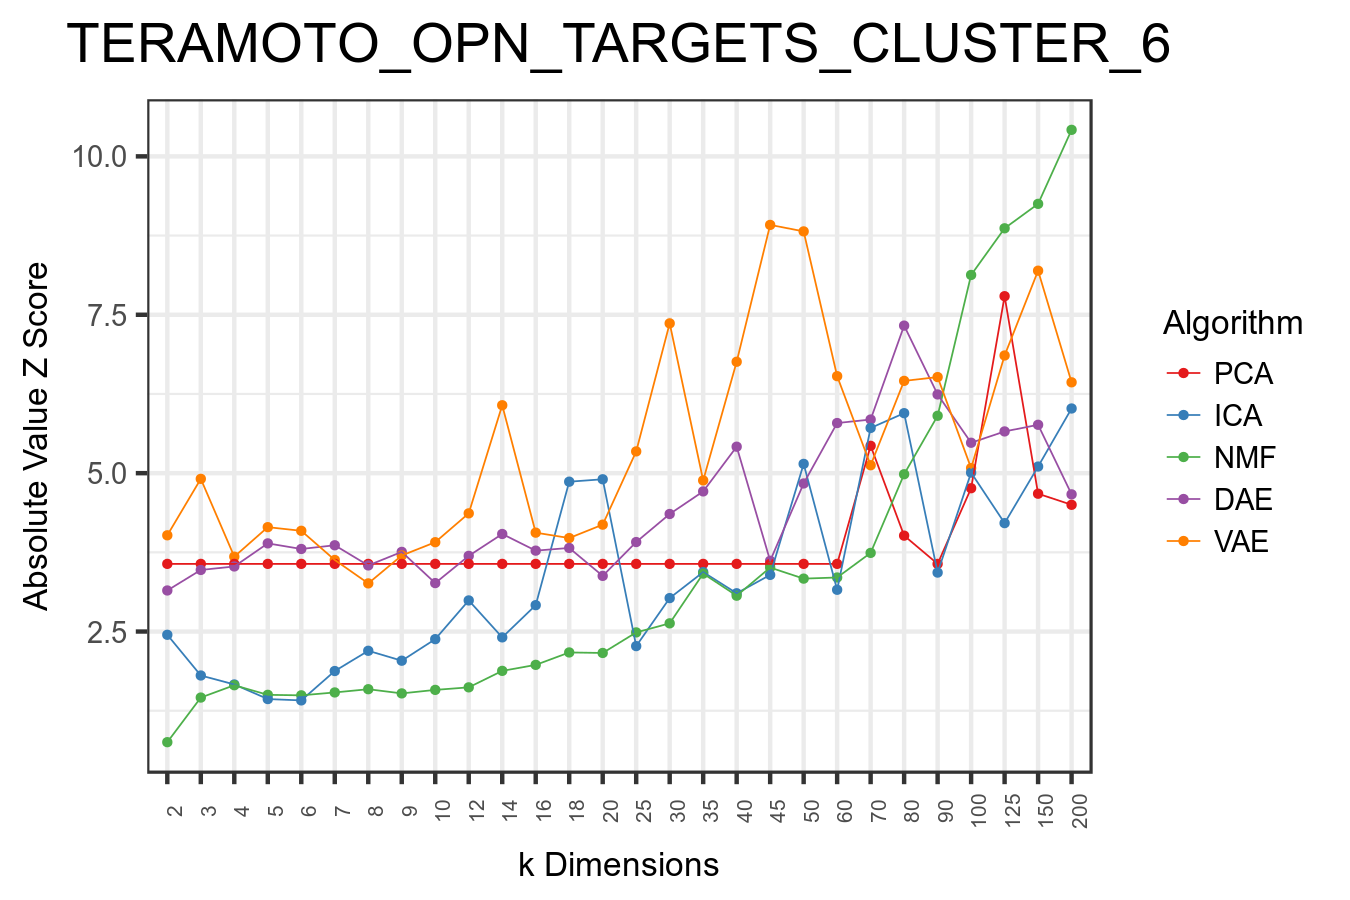 TERAMOTO_OPN_TARGETS_CLUSTER_6
Absolute Value Z Score
10.0
7.5
5.0
2.5
2 3 4 5 6 7 8 9 10 12 14 16 18 20 25 30 35 40 45 50 60 70 80 90 100 125 150 200
k Dimensions
Algorithm
PCA
ICA
NMF
DAE
VAE